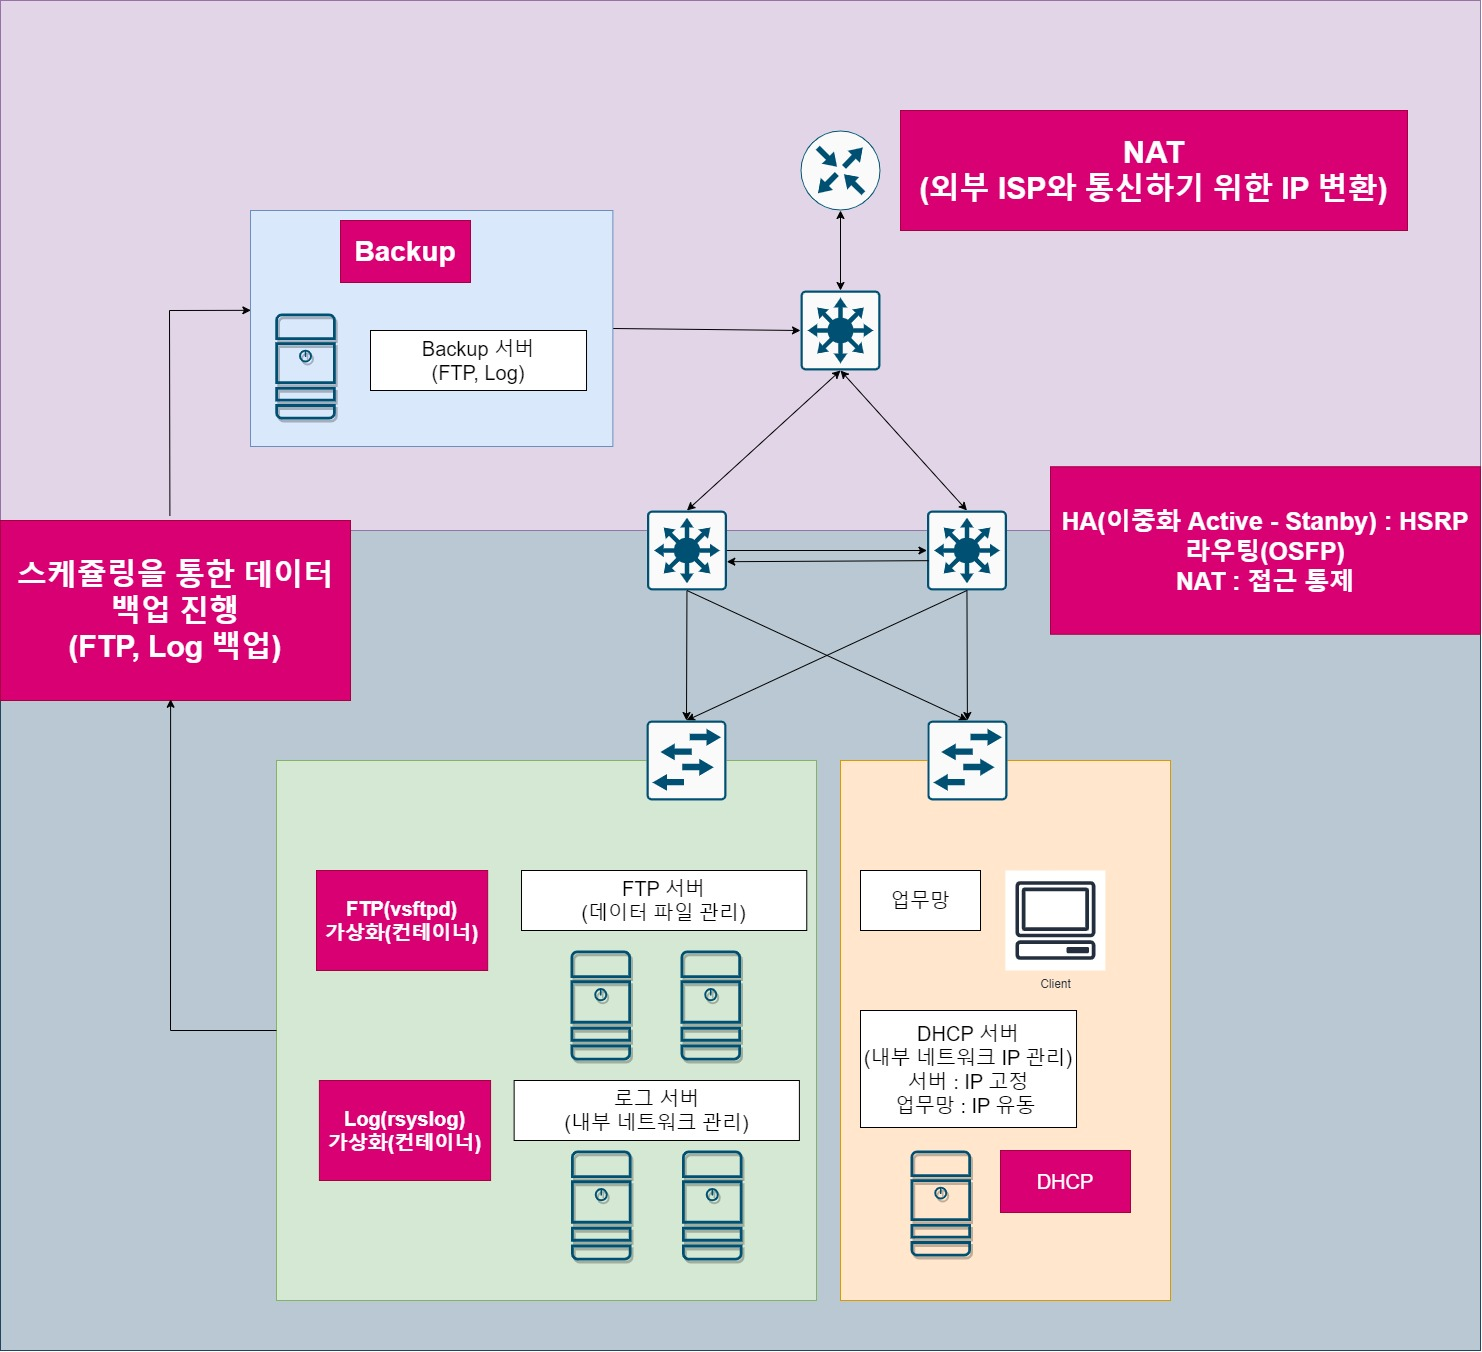 NAT
(외부 ISP와 통신하기 위한 IP 변환)
Backup
Backup 서버
(FTP, Log)
HA(이중화 Active - Stanby) : HSRP
라우팅(OSFP)
NAT : 접근 통제
스케쥴링을 통한 데이터
백업 진행
(FTP, Log 백업)
FTP(vsftpd)
가상화(컨테이너)
FTP 서버
(데이터 파일 관리)
업무망
Client
DHCP 서버
(내부 네트워크 IP 관리)
서버 : IP 고정
업무망 : IP 유동
Log(rsyslog)
가상화(컨테이너)
로그 서버
(내부 네트워크 관리)
DHCP